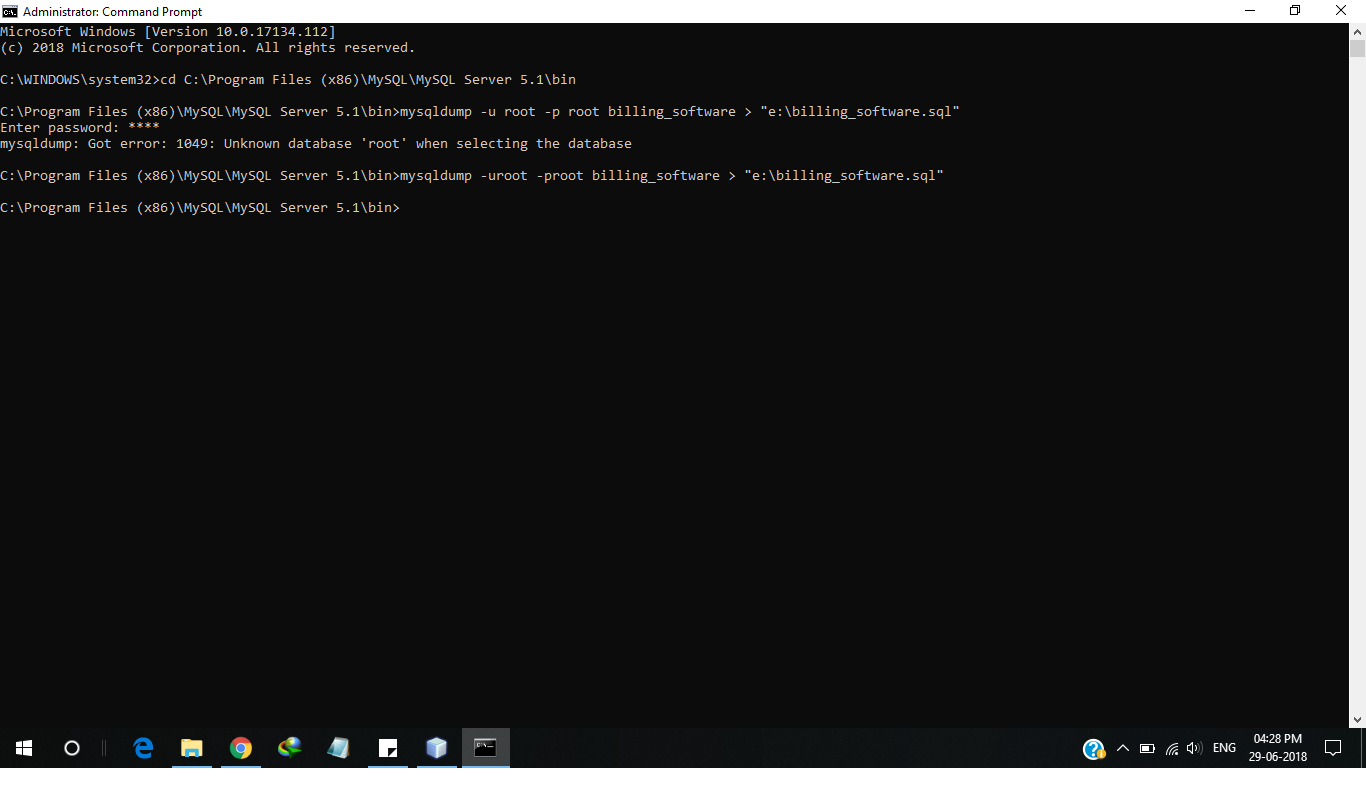 Administrator: Command Prompt
Microsoft Windows [Version 10.0.17134.112]
(c) 2018 Microsoft Corporation. All rights reserved.
C:\WINDOWS\system32>cd C:\Program Files (x86)\MySQL\MySQL Server 5.1\bin
C:\Program Files (x86)\MySQL\MySQL Server 5.1\bin>mysqldump -u root -p root billing_software > "e:\billing_software.sql"
Enter password: ****
mysqldump: Got error: 1049: Unknown database 'root' when selecting the database
C:\Program Files (x86)\MySQL\MySQL Server 5.1\bin>mysqldump -uroot -proot billing_software > "e:\billing_software.sql"
C:\Program Files (x86)\MySQL\MySQL Server 5.1\bin>
ENG
04:28 PM
29-06-2018